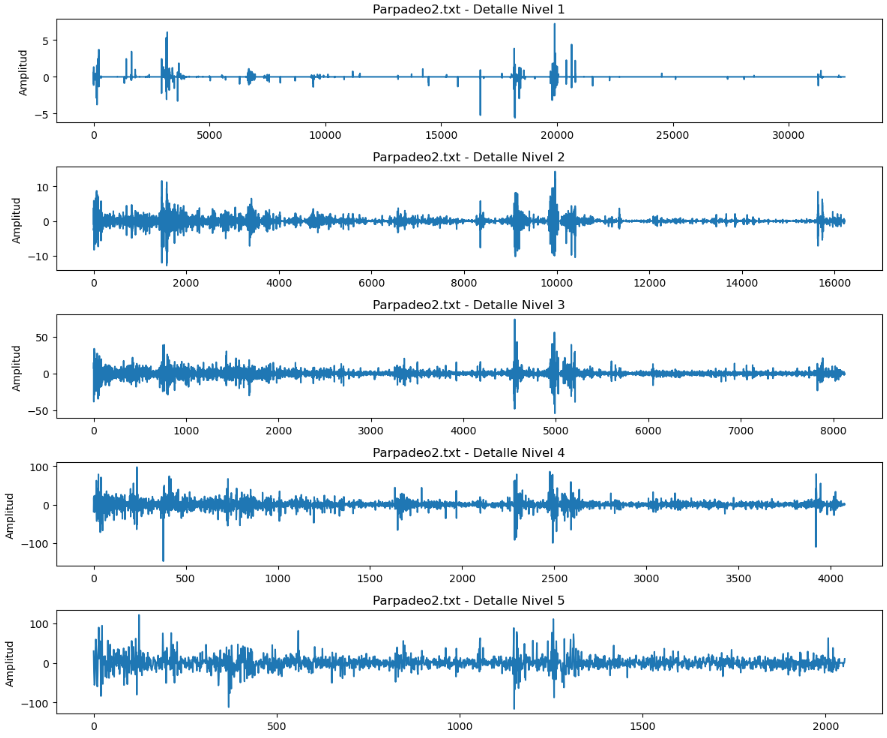 Parpadeo2.txt - Detalle Nivel 1
Amplitud
5
0
−5
0 5000 10000 15000 20000 25000 30000
Parpadeo2.txt - Detalle Nivel 2
Amplitud
10
0
−10
0 2000 4000 6000 8000 10000 12000 14000 16000
Parpadeo2.txt - Detalle Nivel 3
Amplitud
50
0
−50
0 1000 2000 3000 4000 5000 6000 7000 8000
Parpadeo2.txt - Detalle Nivel 4
Amplitud
100
0
−100
0 500 1000 1500 2000 2500 3000 3500 4000
Parpadeo2.txt - Detalle Nivel 5
Amplitud
100
0
−100
0 500 1000 1500 2000